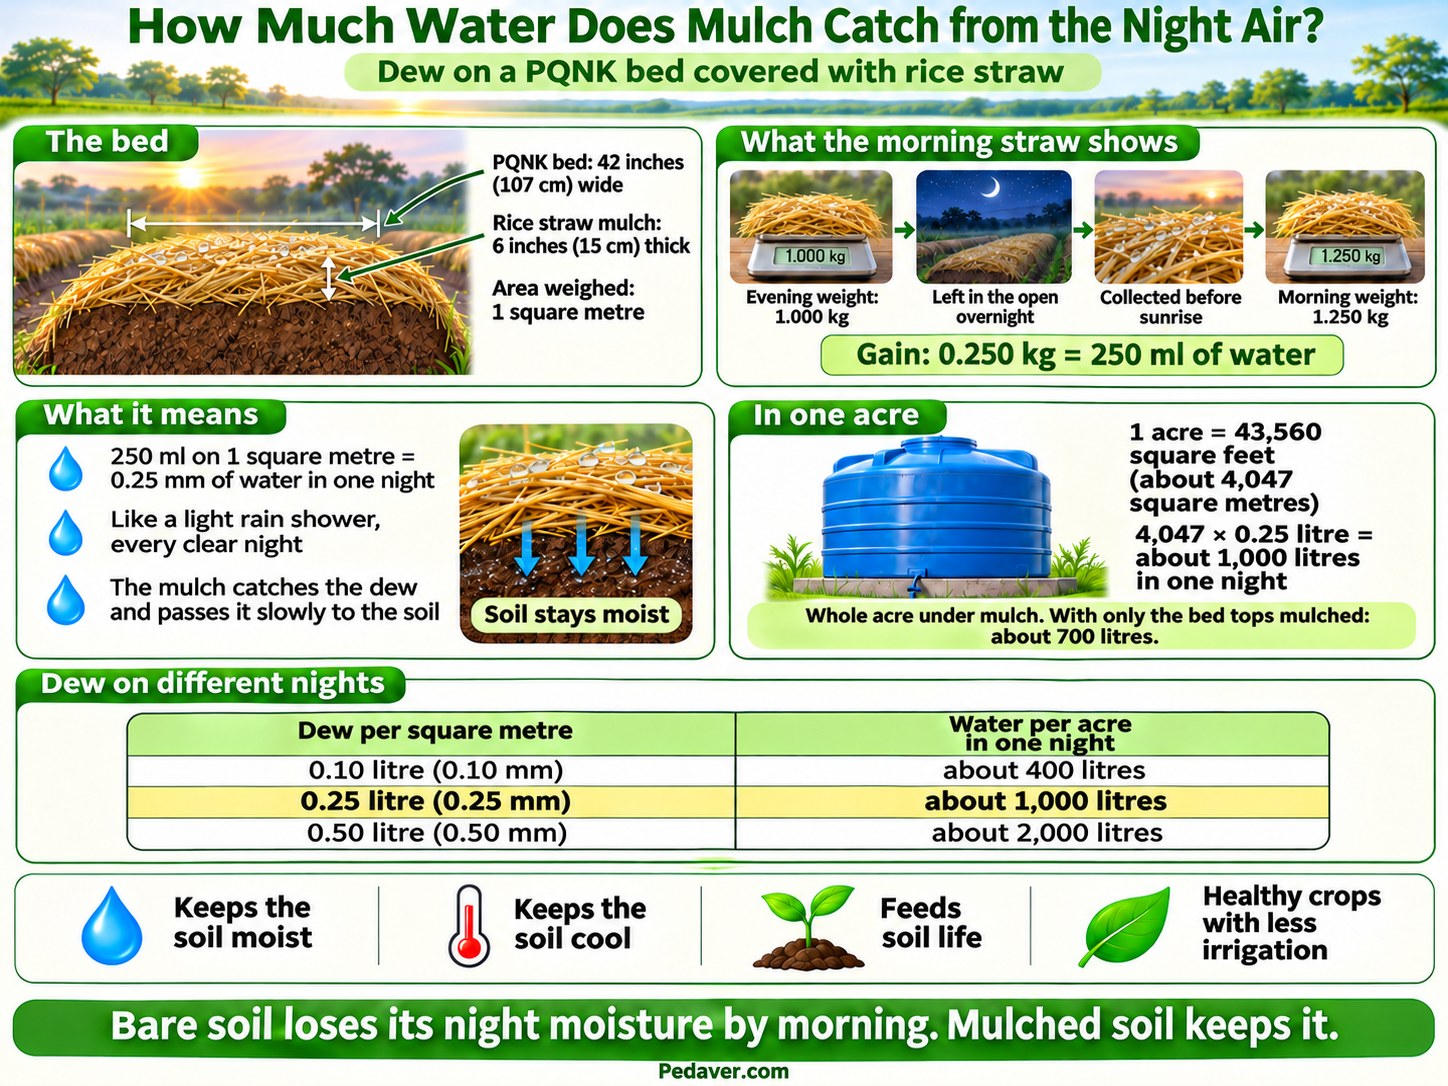 How Much Water Does Mulch Catch from the Night Air?
Dew on a PQNK bed covered with rice straw
The bed
PQNK bed: 42 inches
(107 cm) wide
Rice straw mulch:
6 inches (15 cm) thick
Area weighed:
1 square metre
What the morning straw shows
1.000 kg
1.250 kg
Evening weight:
1.000 kg
Left in the open
overnight
Collected before
sunrise
Morning weight:
1.250 kg
Gain: 0.250 kg = 250 ml of water
What it means
250 ml on 1 square metre =
0.25 mm of water in one night
Like a light rain shower,
every clear night
The mulch catches the dew
and passes it slowly to the soil
Soil stays moist
In one acre
1 acre = 43,560
square feet
(about 4,047
square metres)
4,047 × 0.25 litre =
about 1,000 litres
in one night
Whole acre under mulch. With only the bed tops mulched:
about 700 litres.
Dew on different nights
Dew per square metre
Water per acre
in one night
0.10 litre (0.10 mm)
about 400 litres
0.25 litre (0.25 mm)
about 1,000 litres
0.50 litre (0.50 mm)
about 2,000 litres
Keeps the
soil moist
Keeps the
soil cool
Feeds
soil life
Healthy crops
with less
irrigation
Bare soil loses its night moisture by morning. Mulched soil keeps it.
Pedaver.com